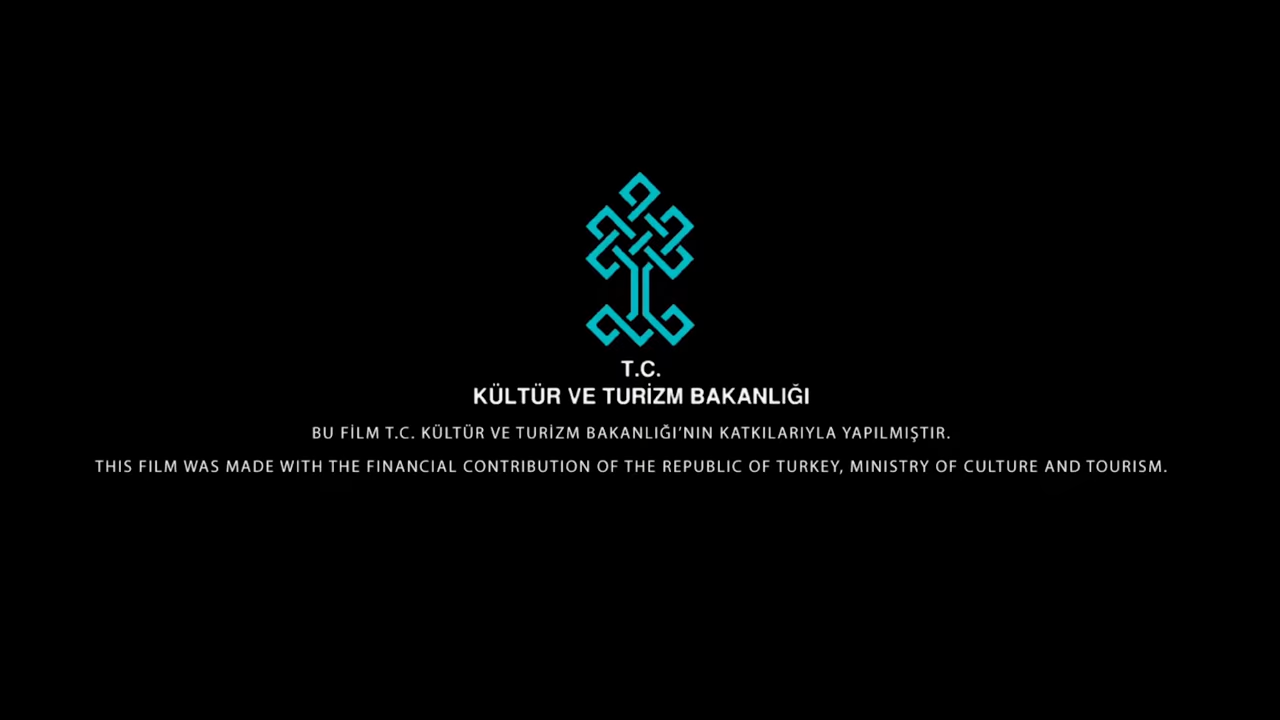 T.C.
KÜLTÜR VE TURİZM BAKANLIĞI
BU FİLM T.C. KÜLTÜR VE TURİZM BAKANLIĞI’NIN KATKILARIYLA YAPILMIŞTIR.
THIS FILM WAS MADE WITH THE FINANCIAL CONTRIBUTION OF THE REPUBLIC OF TURKEY, MINISTRY OF CULTURE AND TOURISM.